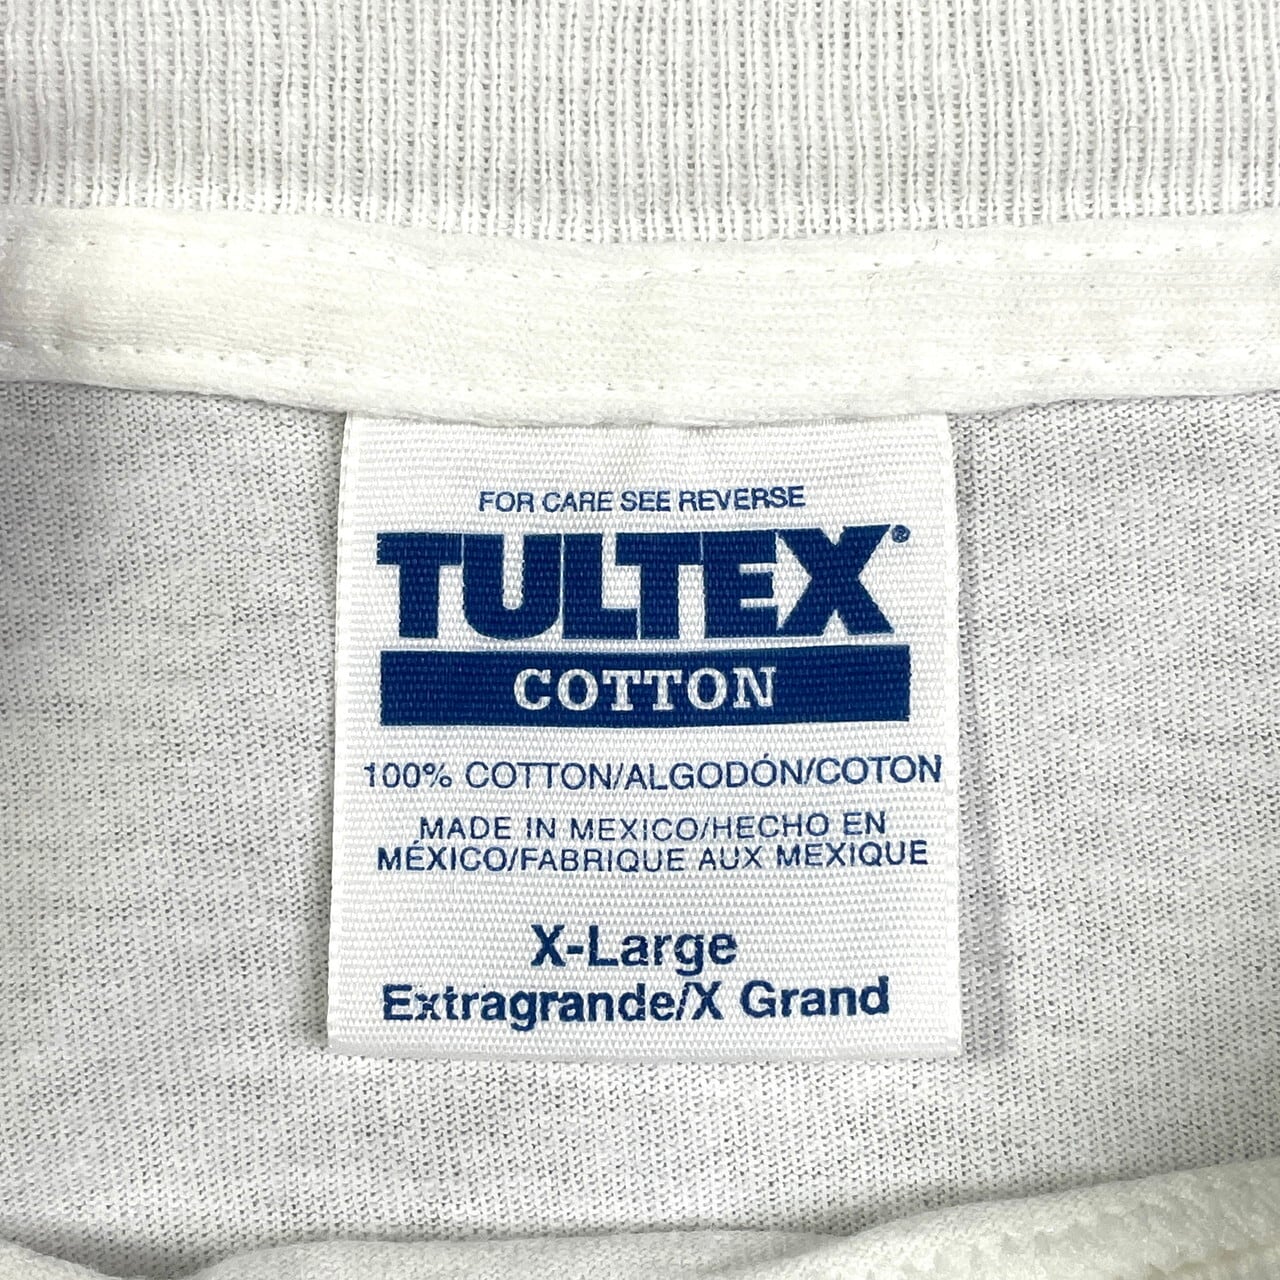 FOR CARE SEE REVERSE
TULTEX®
COTTON
100% COTTON/ALGODÓN/COTON
MADE IN MEXICO/HECHO EN
MÉXICO/FABRIQUE AUX MEXIQUE
X-Large
Extragrande/X Grand